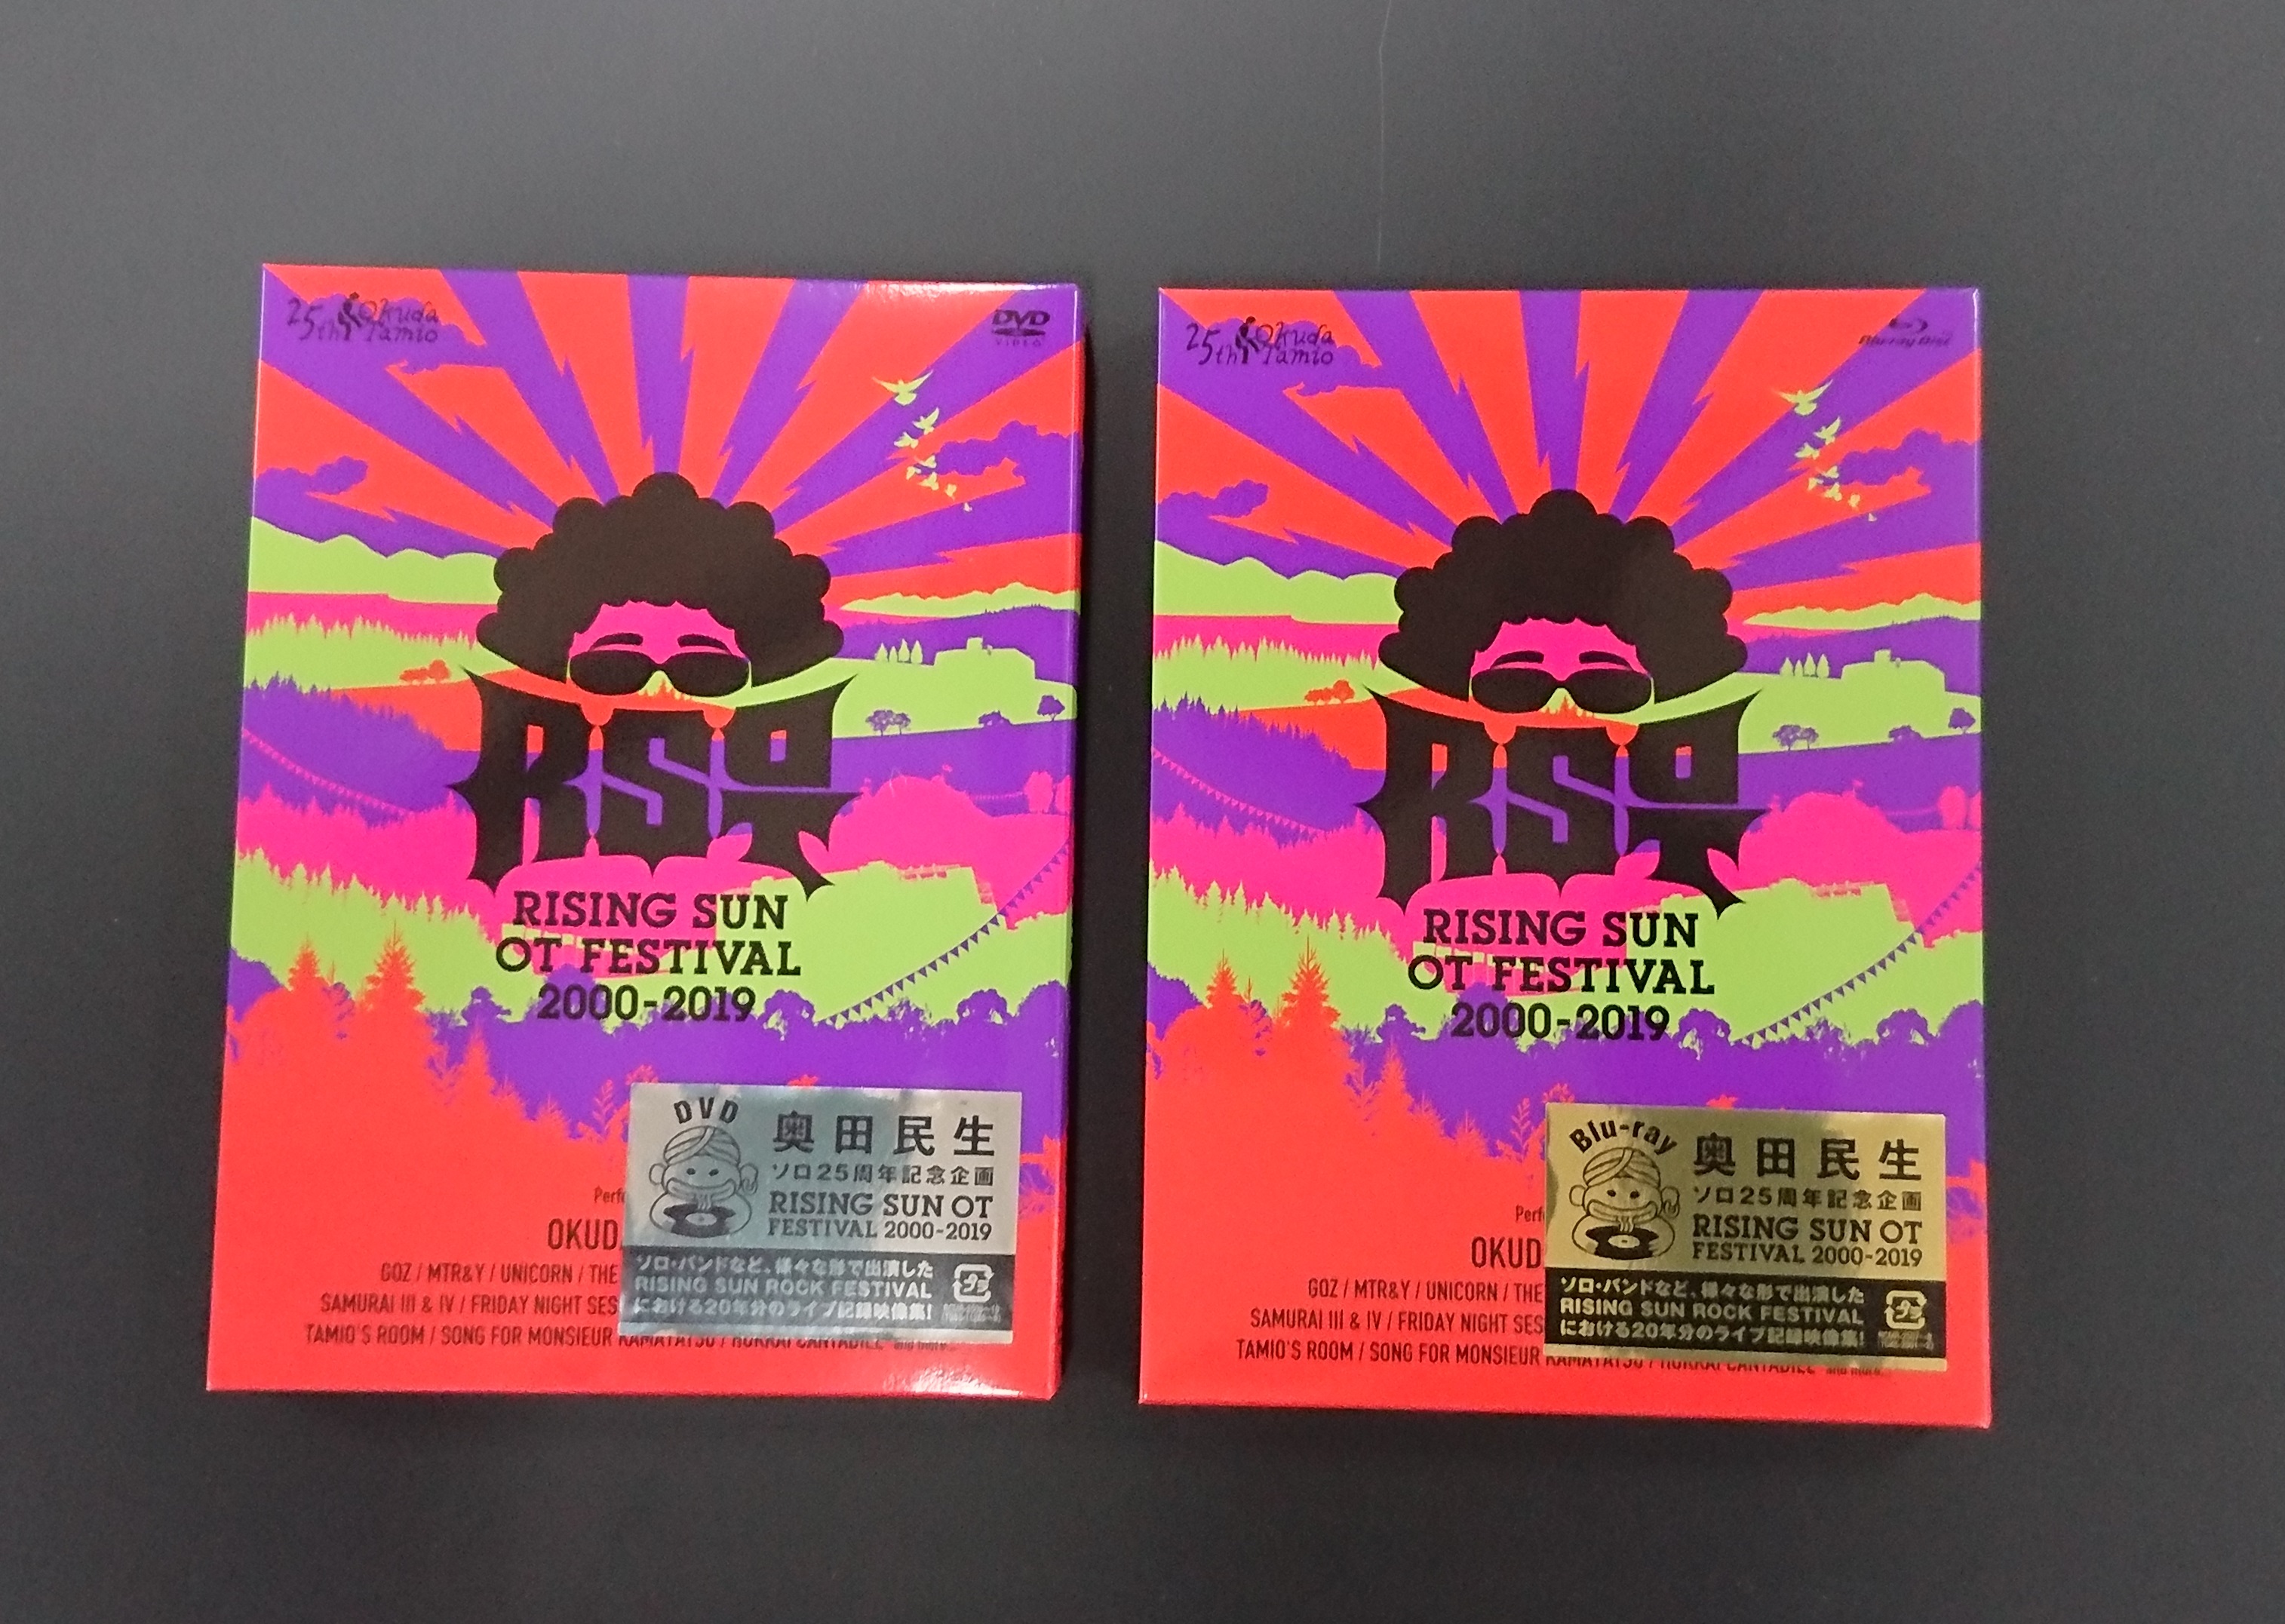 25th Okuda
Tamio
DVD
VIDEO
RSOT
RISING SUN
OT FESTIVAL
2000-2019
DVD
奥田民生
ソロ25周年記念企画
RISING SUN OT
FESTIVAL 2000-2019
ソロ・バンドなど、様々な形で出演した
RISING SUN ROCK FESTIVAL
における20年分のライブ記録映像集!
GOZ / MTR&Y / UNICORN / THE
SAMURAI III & IV / FRIDAY NIGHT SES
TAMIO'S ROOM / SONG FOR MONSIEUR KAMAYATSU /
25th Okuda
Tamio
Blu-ray Disc
RSOT
RISING SUN
OT FESTIVAL
2000-2019
Blu-ray
奥田民生
ソロ25周年記念企画
RISING SUN OT
FESTIVAL 2000-2019
ソロ・バンドなど、様々な形で出演した
RISING SUN ROCK FESTIVAL
における20年分のライブ記録映像集!
OKUD
GOZ / MTR&Y / UNICORN / THE
SAMURAI III & IV / FRIDAY NIGHT SES
TAMIO'S ROOM / SONG FOR MONSIEUR KAMAYATSU /